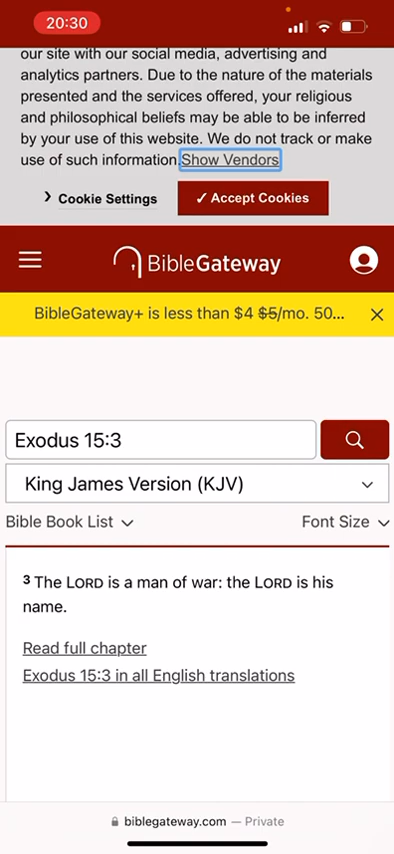 20:30
our site with our social media, advertising and
analytics partners. Due to the nature of the materials
presented and the services offered, your religious
and philosophical beliefs may be able to be inferred
by your use of this website. We do not track or make
use of such information.Show Vendors
Cookie Settings ✓ Accept Cookies
BibleGateway
BibleGateway+ is less than $4 $5/mo. 50...
Exodus 15:3
King James Version (KJV)
Bible Book List Font Size
3 The LORD is a man of war: the LORD is his
name.
Read full chapter
Exodus 15:3 in all English translations
biblegateway.com — Private